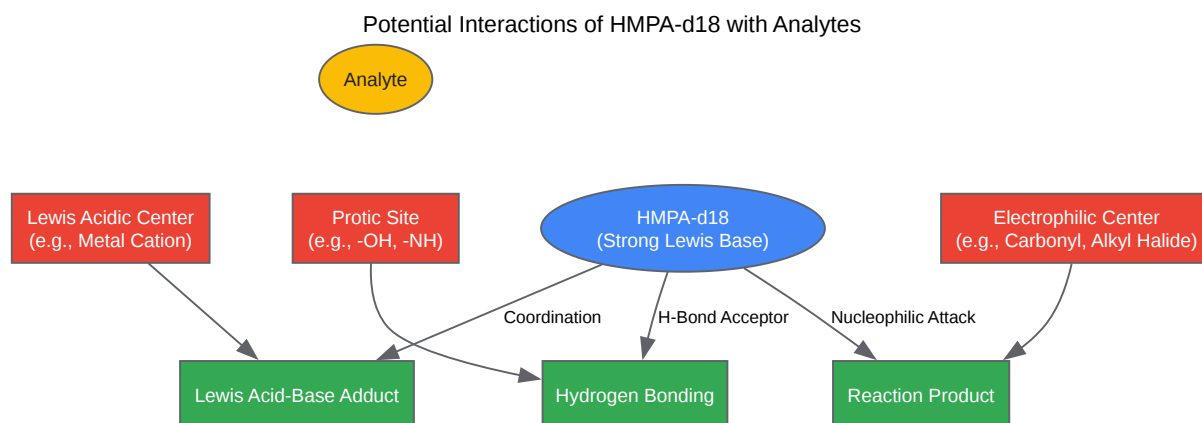 Potential Interactions of HMPA-d18 with Analytes
Analyte
Lewis Acidic Center
(e.g., Metal Cation)
Protic Site
(e.g., -OH, -NH)
HMPA-d18
(Strong Lewis Base)
Electrophilic Center
(e.g., Carbonyl, Alkyl Halide)
Coordination
H-Bond Acceptor
Nucleophilic Attack
Lewis Acid-Base Adduct
Hydrogen Bonding
Reaction Product